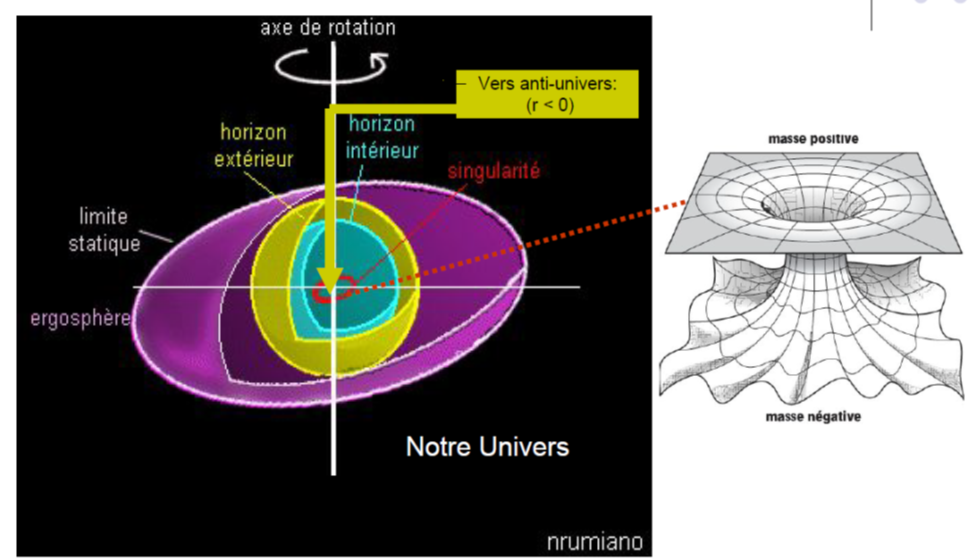 axe de rotation
Vers anti-univers:
(r < 0)
horizon
extérieur
horizon
intérieur
singularité
limite
statique
ergosphère
Notre Univers
nrumiano
masse positive
masse négative